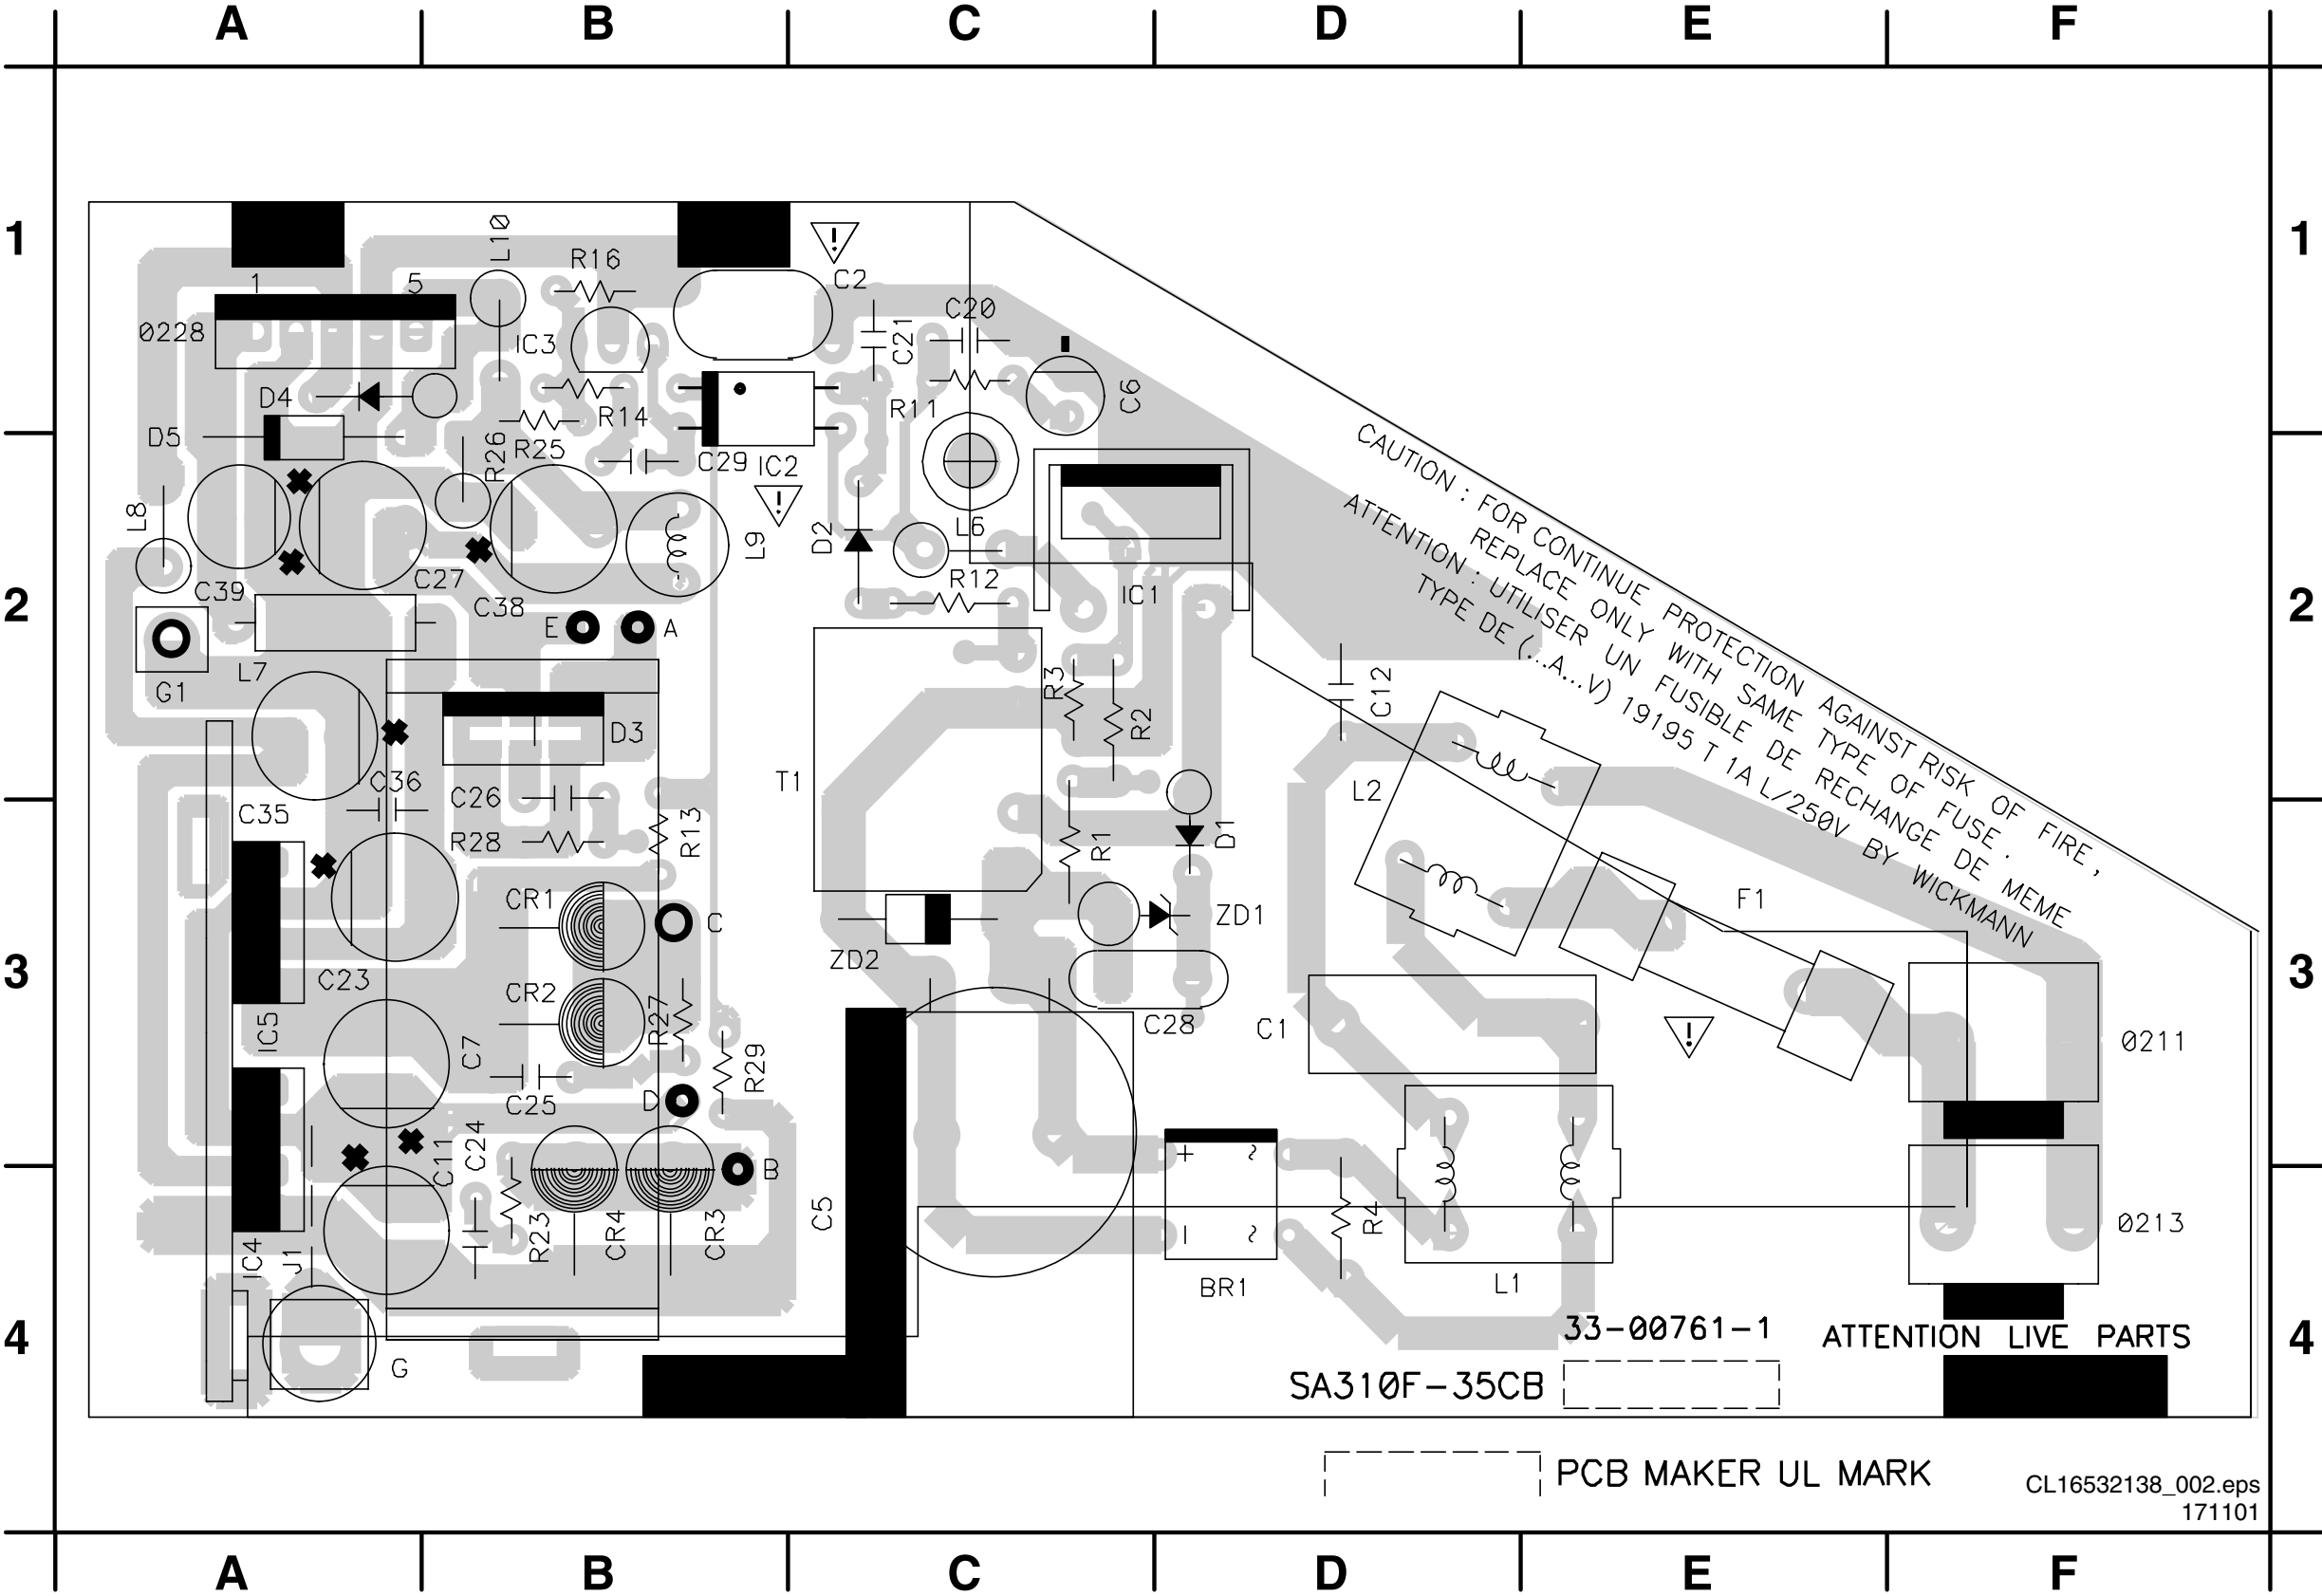 A B C D E F
1 1
L10
R16
C2
1 5
0228
IC3
C21
C20
D4
R14
R11
C6
D5
R26
R25
C29
IC2
CAUTION : FOR CONTINUE PROTECTION AGAINST RISK OF FIRE ,
REPLACE ONLY WITH SAME TYPE OF FUSE .
ATTENTION : UTILISER UN FUSIBLE DE RECHANGE DE MEME
TYPE DE (...A...V) 19195 T 1A L/250V BY WICKMANN
L8
L9
D2
L6
C39
C27
C38
R12
IC1
2 2
E A
G1
L7
R3
R2
C12
D3
T1
L2
C36
C26
C35
R28
R13
R1
D1
CR1
C
ZD2
ZD1
F1
3 3
C23
CR2
R27
C28
C1
0211
IC5
C7
R29
C25
D
C24
C11
B
+ ~
C5
R23
CR4
CR3
R4
0213
IC4
J1
– ~
BR1
L1
33-00761-1
4 4
ATTENTION LIVE PARTS
G
SA310F-35CB
PCB MAKER UL MARK
CL16532138_002.eps
171101
A B C D E F